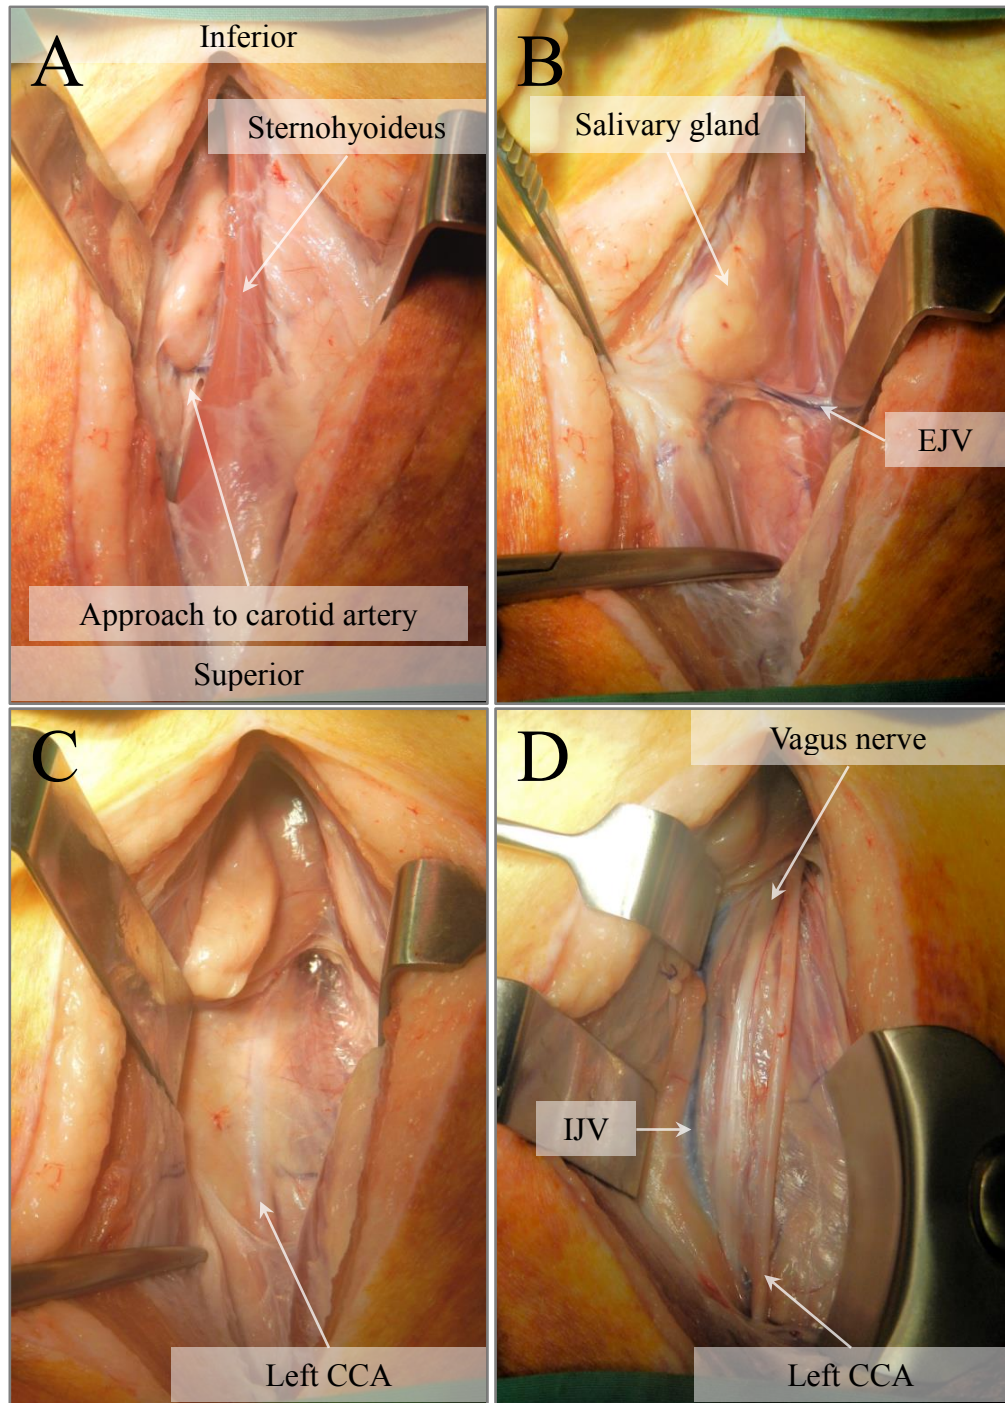 A
Inferior
Sternohyoideus
Approach to carotid artery
Superior
B
Salivary gland
EJV
C
Left CCA
D
Vagus nerve
IJV
Left CCA